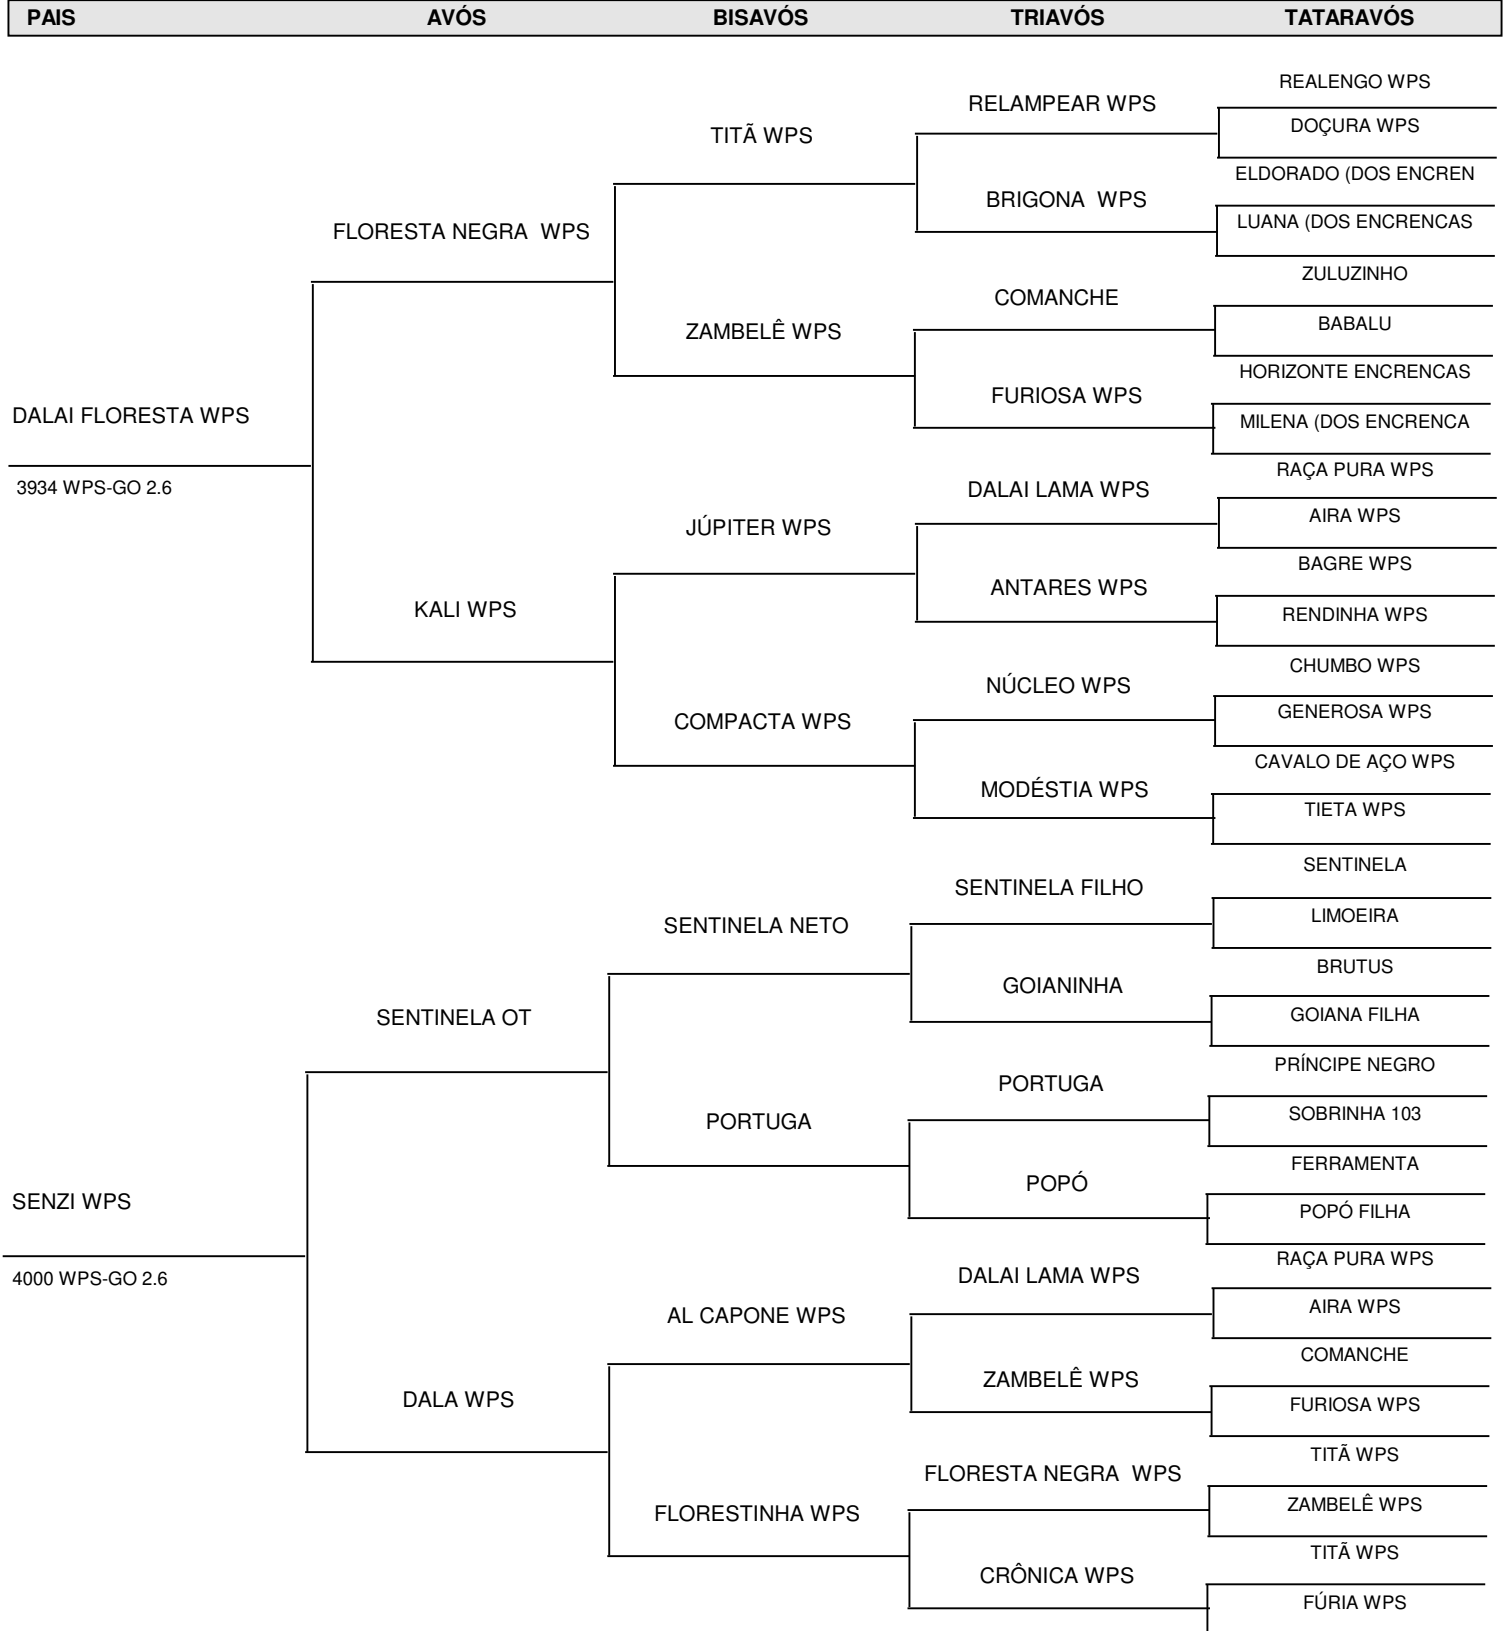 PAIS AVÓS BISAVÓS TRIAVÓS TATARAVÓS
REALENGO WPS
RELAMPEAR WPS
DOÇURA WPS
TITÃ WPS
ELDORADO (DOS ENCREN
BRIGONA WPS
LUANA (DOS ENCRENCAS
FLORESTA NEGRA WPS
ZULUZINHO
COMANCHE
BABALU
ZAMBELÊ WPS
HORIZONTE ENCRENCAS
FURIOSA WPS
MILENA (DOS ENCRENCA
DALAI FLORESTA WPS
3934 WPS-GO 2.6
RAÇA PURA WPS
DALAI LAMA WPS
AIRA WPS
JÚPITER WPS
BAGRE WPS
ANTARES WPS
RENDINHA WPS
KALI WPS
CHUMBO WPS
NÚCLEO WPS
GENEROSA WPS
COMPACTA WPS
CAVALO DE AÇO WPS
MODÉSTIA WPS
TIETA WPS
SENTINELA
SENTINELA FILHO
LIMOEIRA
SENTINELA NETO
BRUTUS
GOIANINHA
GOIANA FILHA
SENTINELA OT
PRÍNCIPE NEGRO
PORTUGA
SOBRINHA 103
PORTUGA
FERRAMENTA
POPÓ
POPÓ FILHA
SENZI WPS
4000 WPS-GO 2.6
RAÇA PURA WPS
DALAI LAMA WPS
AIRA WPS
AL CAPONE WPS
COMANCHE
ZAMBELÊ WPS
FURIOSA WPS
DALA WPS
TITÃ WPS
FLORESTA NEGRA WPS
ZAMBELÊ WPS
FLORESTINHA WPS
TITÃ WPS
CRÔNICA WPS
FÚRIA WPS